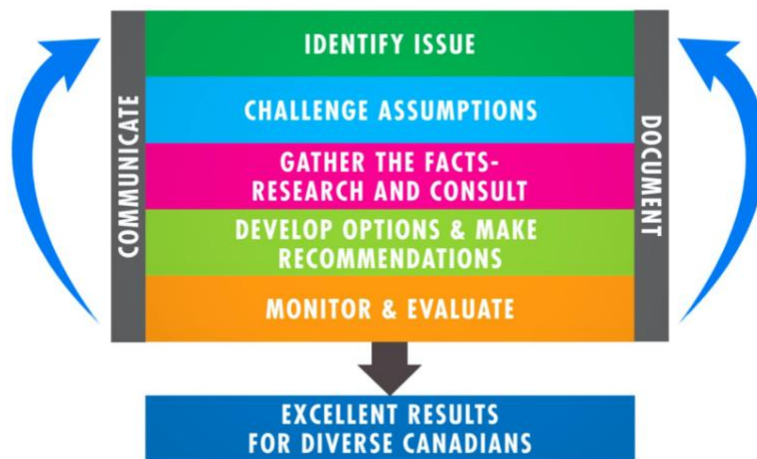 IDENTIFY ISSUE
COMMUNICATE
CHALLENGE ASSUMPTIONS
DOCUMENT
GATHER THE FACTS-
RESEARCH AND CONSULT
DEVELOP OPTIONS & MAKE
RECOMMENDATIONS
MONITOR & EVALUATE
EXCELLENT RESULTS
FOR DIVERSE CANADIANS